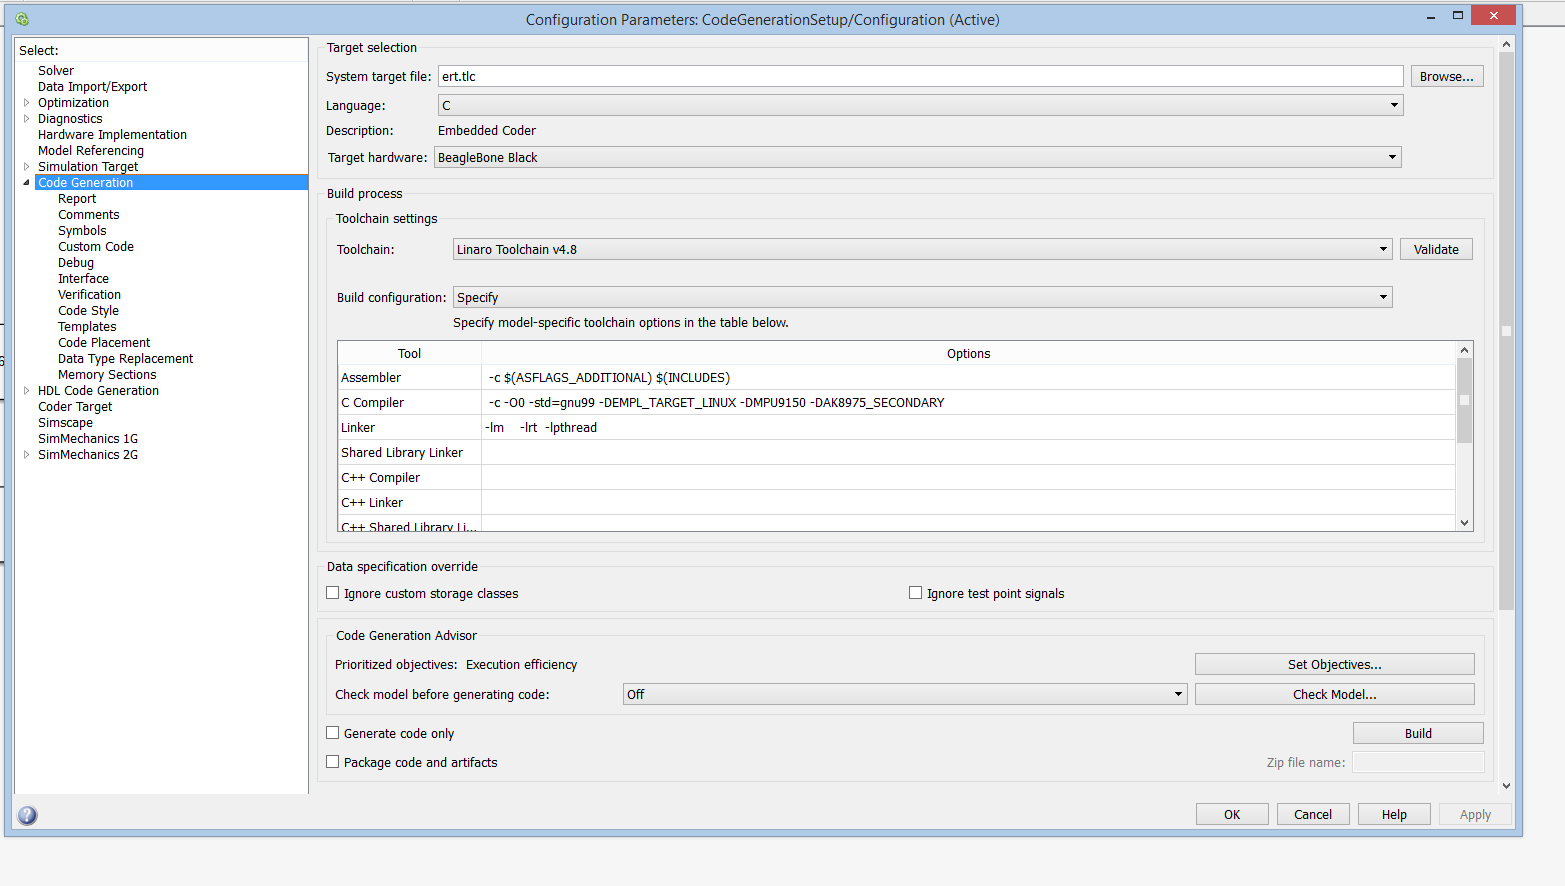 Configuration Parameters: CodeGenerationSetup/Configuration (Active)
Select:
Solver
Data Import/Export
Optimization
Diagnostics
Hardware Implementation
Model Referencing
Simulation Target
Code Generation
Report
Comments
Symbols
Custom Code
Debug
Interface
Verification
Code Style
Templates
Code Placement
Data Type Replacement
Memory Sections
HDL Code Generation
Coder Target
Simscape
SimMechanics 1G
SimMechanics 2G
Target selection
System target file: ert.tlc Browse...
Language: C
Description: Embedded Coder
Target hardware: BeagleBone Black
Build process
Toolchain settings
Toolchain: Linaro Toolchain v4.8 Validate
Build configuration: Specify
Specify model-specific toolchain options in the table below.
Tool Options
Assembler -c $(ASFLAGS_ADDITIONAL) $(INCLUDES)
C Compiler -c -O0 -std=gnu99 -DEMPL_TARGET_LINUX -DMPU9150 -DAK8975_SECONDARY
Linker -lm -lrt -lpthread
Shared Library Linker
C++ Compiler
C++ Linker
C++ Shared Library Li...
Data specification override
Ignore custom storage classes Ignore test point signals
Code Generation Advisor
Prioritized objectives: Execution efficiency Set Objectives...
Check model before generating code: Off Check Model...
Generate code only Build
Package code and artifacts Zip file name:
OK Cancel Help Apply
6